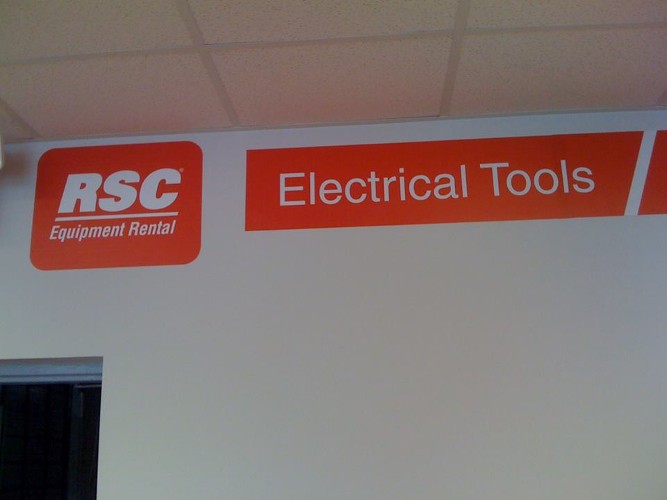 RSC
Equipment Rental
Electrical Tools